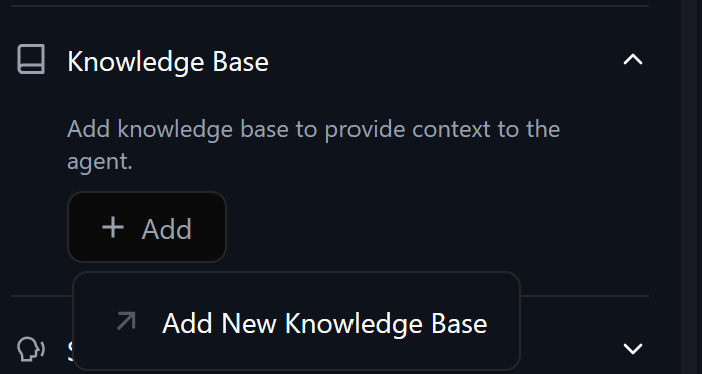 Knowledge Base
Add knowledge base to provide context to the
agent.
Add
Add New Knowledge Base